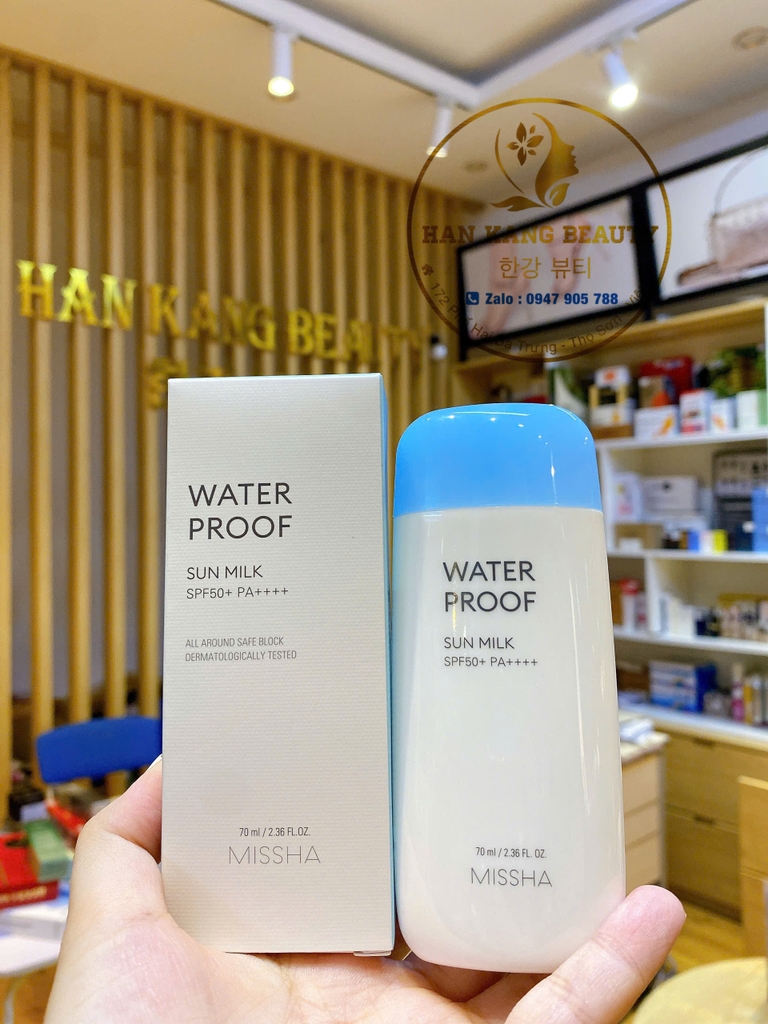 HAN KANG BEAUTY
한강 뷰티
Zalo : 0947 905 788
HAN KANG BEAU
WATER
PROOF
SUN MILK
SPF50+ PA++++
ALL AROUND SAFE BLOCK
DERMATOLOGICALLY TESTED
70 ml / 2.36 FL.OZ.
MISSHA
WATER
PROOF
SUN MILK
SPF50+ PA++++
70 ml / 2.36 FL. OZ.
MISSHA